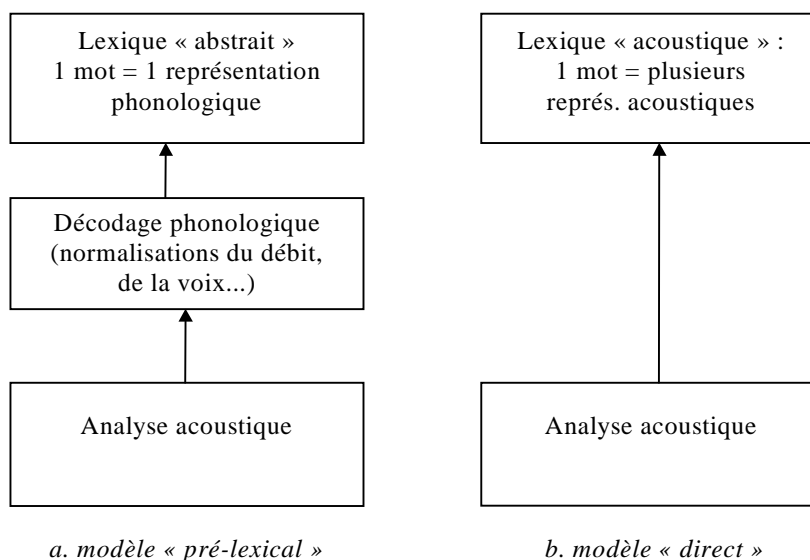 Lexique « abstrait »
1 mot = 1 représentation
phonologique
Décodage phonologique
(normalisations du débit,
de la voix...)
Analyse acoustique
a. modèle « pré-lexical »
Lexique « acoustique » :
1 mot = plusieurs
représ. acoustiques
Analyse acoustique
b. modèle « direct »